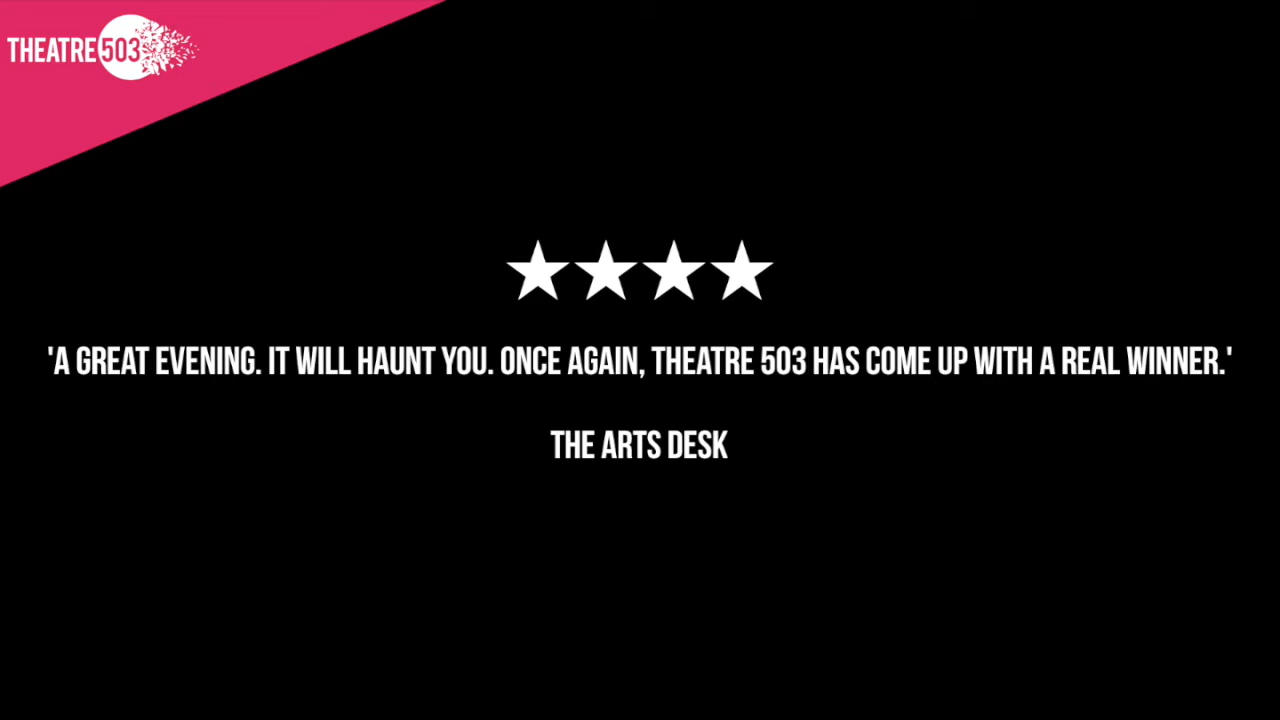 THEATRE503
★★★★
'A GREAT EVENING. IT WILL HAUNT YOU. ONCE AGAIN, THEATRE 503 HAS COME UP WITH A REAL WINNER.'
THE ARTS DESK